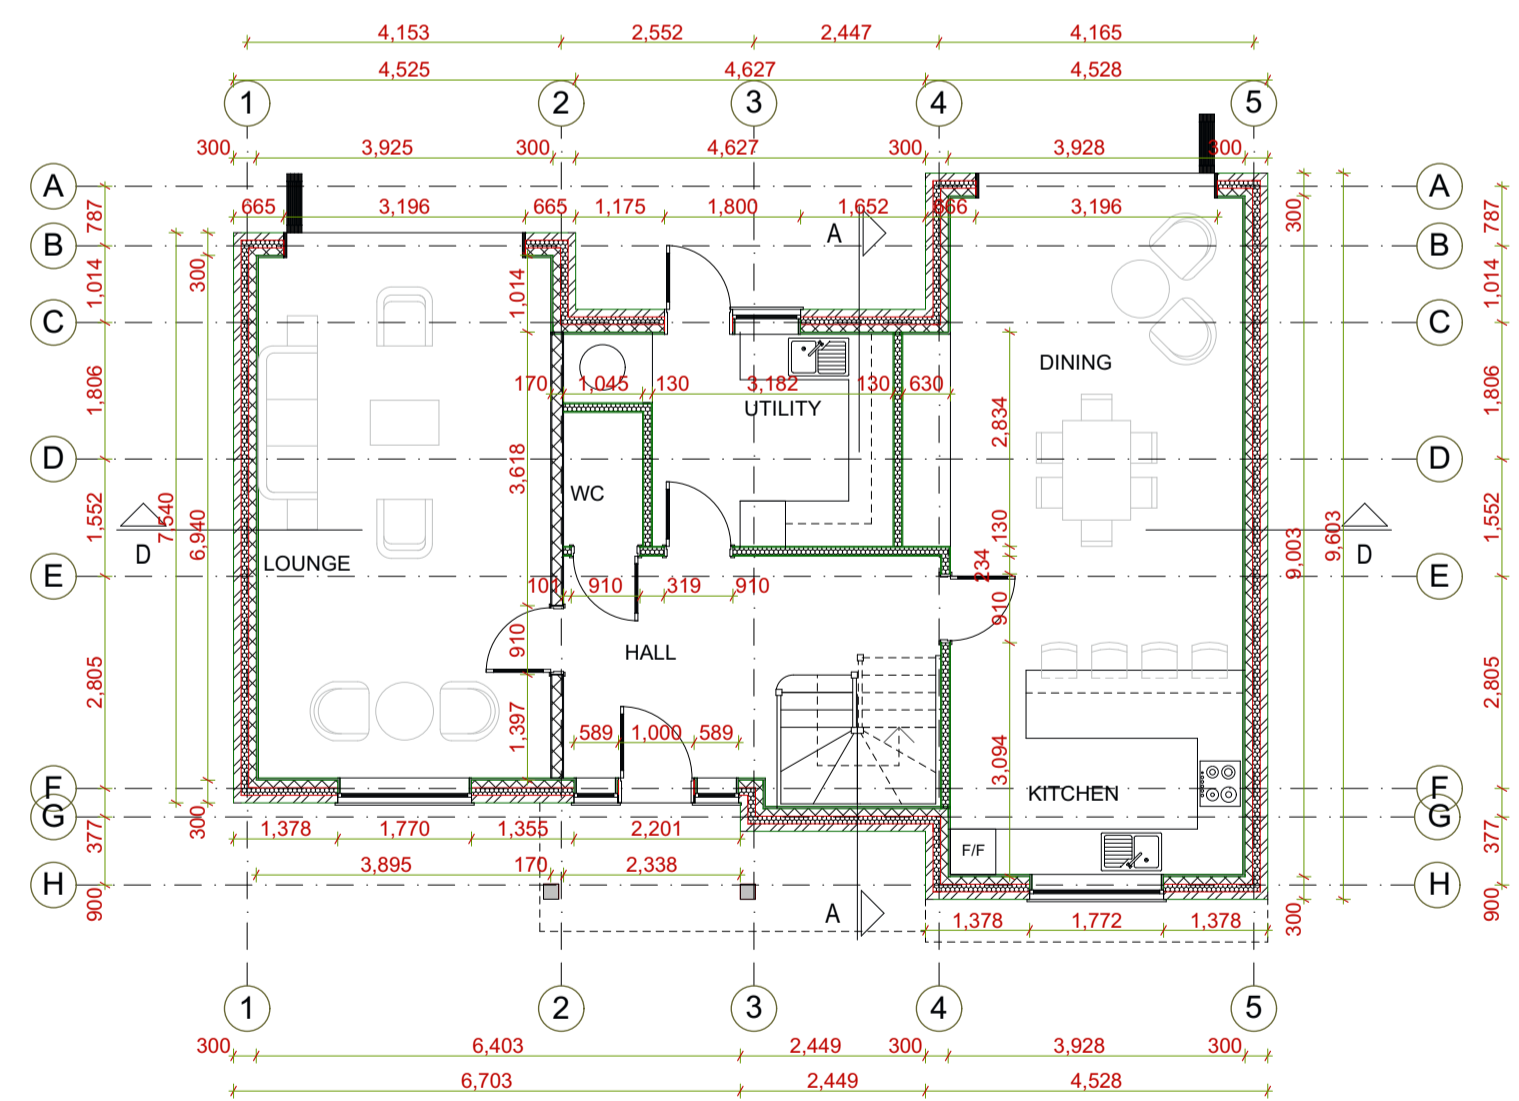 4,153 2,552 2,447 4,165
4,525 4,627 4,528
1 2 3 4 5
300 3,925 300 4,627 300 3,928 300
A A
665 3,196 665 1,175 1,800 1,652 666 3,196
787 300 787
A
B B
1,014 300 1,014 1,014
C C
DINING
170 1,045 130 3,182 130 630
UTILITY
1,806 3,618 2,834 1,806
D D
WC
1,552 7,540 6,940 130 9,003 9,603 1,552
D D
LOUNGE
234
E E
101 910 319 910
910 910
HALL
2,805 1,397 3,094 2,805
589 1,000 589
F F
KITCHEN
G G
300
1,378 1,770 1,355 2,201
377 377
F/F
3,895 170 2,338
H H
900 300 900
A
1,378 1,772 1,378
1 2 3 4 5
300 6,403 2,449 300 3,928 300
6,703 2,449 4,528